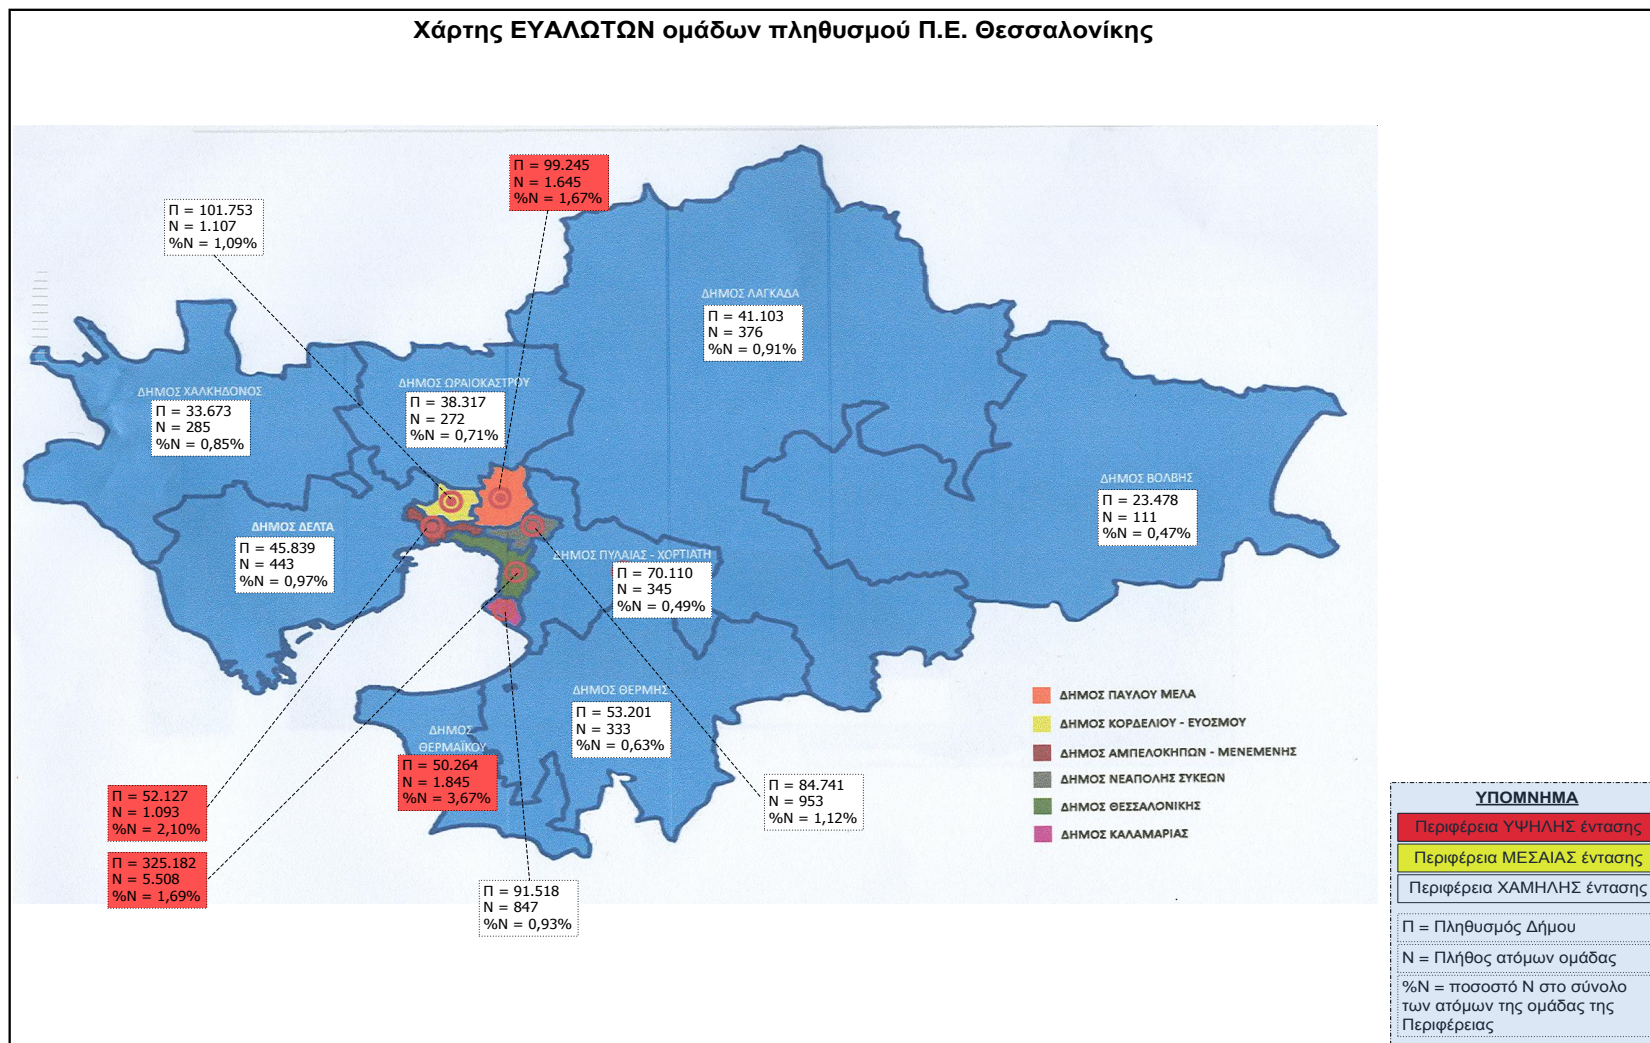 Χάρτης ΕΥΑΛΩΤΩΝ ομάδων πληθυσμού Π.Ε. Θεσσαλονίκης
Π = 99.245
Ν = 1.645
%Ν = 1,67%
Π = 101.753
Ν = 1.107
%Ν = 1,09%
ΔΗΜΟΣ ΛΑΓΚΑΔΑ
Π = 41.103
Ν = 376
%Ν = 0,91%
ΔΗΜΟΣ ΧΑΛΚΗΔΟΝΟΣ
Π = 33.673
Ν = 285
%Ν = 0,85%
ΔΗΜΟΣ ΩΡΑΙΟΚΑΣΤΡΟΥ
Π = 38.317
Ν = 272
%Ν = 0,71%
ΔΗΜΟΣ ΒΟΛΒΗΣ
Π = 23.478
Ν = 111
%Ν = 0,47%
ΔΗΜΟΣ ΔΕΛΤΑ
Π = 45.839
Ν = 443
%Ν = 0,97%
ΔΗΜΟΣ ΠΥΛΑΙΑΣ - ΧΟΡΤΙΑΤΗ
Π = 70.110
Ν = 345
%Ν = 0,49%
ΔΗΜΟΣ ΘΕΡΜΗΣ
Π = 53.201
Ν = 333
%Ν = 0,63%
ΔΗΜΟΣ
ΘΕΡΜΑΪΚΟΥ
Π = 50.264
Ν = 1.845
%Ν = 3,67%
Π = 52.127
Ν = 1.093
%Ν = 2,10%
Π = 325.182
Ν = 5.508
%Ν = 1,69%
Π = 91.518
Ν = 847
%Ν = 0,93%
Π = 84.741
Ν = 953
%Ν = 1,12%
ΔΗΜΟΣ ΠΑΥΛΟΥ ΜΕΛΑ
ΔΗΜΟΣ ΚΟΡΔΕΛΙΟΥ - ΕΥΟΣΜΟΥ
ΔΗΜΟΣ ΑΜΠΕΛΟΚΗΠΩΝ - ΜΕΝΕΜΕΝΗΣ
ΔΗΜΟΣ ΝΕΑΠΟΛΗΣ ΣΥΚΕΩΝ
ΔΗΜΟΣ ΘΕΣΣΑΛΟΝΙΚΗΣ
ΔΗΜΟΣ ΚΑΛΑΜΑΡΙΑΣ
ΥΠΟΜΝΗΜΑ
Περιφέρεια ΥΨΗΛΗΣ έντασης
Περιφέρεια ΜΕΣΑΙΑΣ έντασης
Περιφέρεια ΧΑΜΗΛΗΣ έντασης
Π = Πληθυσμός Δήμου
Ν = Πλήθος ατόμων ομάδας
%Ν = ποσοστό Ν στο σύνολο
των ατόμων της ομάδας της
Περιφέρειας